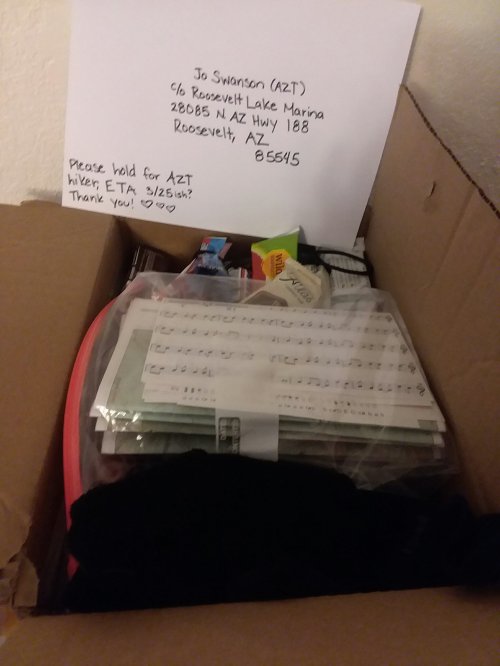 Jo Swanson (AZT)
c/o Roosevelt Lake Marina
28085 N AZ Hwy 188
Roosevelt, AZ
85545
Please hold for AZT
hiker, ETA 3/25ish?
Thank you! ♡♡♡